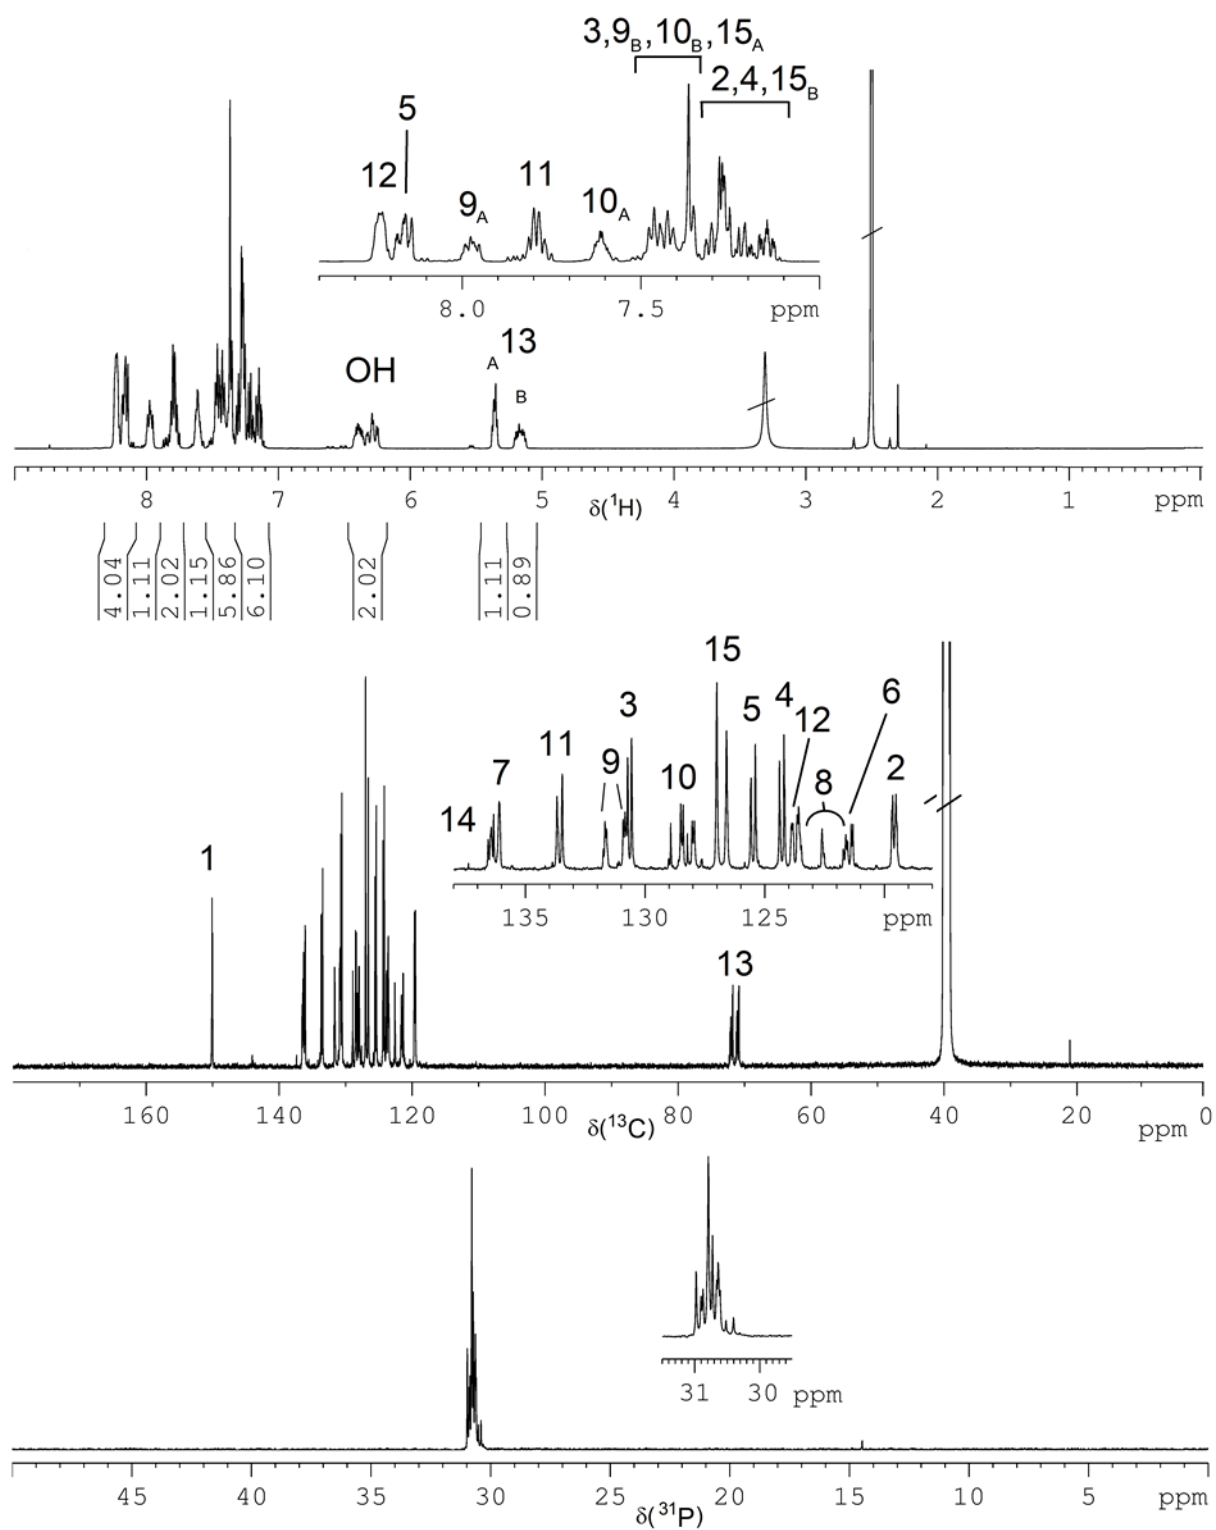 3,9B,10B,15A
2,4,15B
5
12
9A
11
10A
8.0 7.5 ppm
13
A
B
OH
8 7 6 5 4 3 2 1 ppm
δ(¹H)
4.04
1.11
2.02
1.15
5.86
6.10
2.02
1.11
0.89
15
3
5
4
12
6
11
9
7
10
8
2
14
1
135 130 125 ppm
13
160 140 120 100 80 60 40 20 0
δ(¹³C) ppm
31 30 ppm
45 40 35 30 25 20 15 10 5 ppm
δ(³¹P)